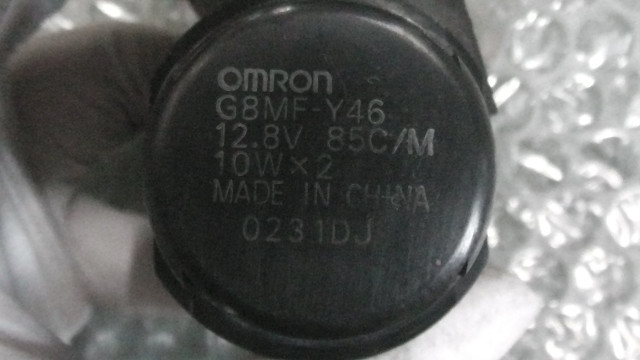 OMRON
G8MF-Y46
12.8V 85C/M
10W×2
MADE IN CHINA
0231DJ